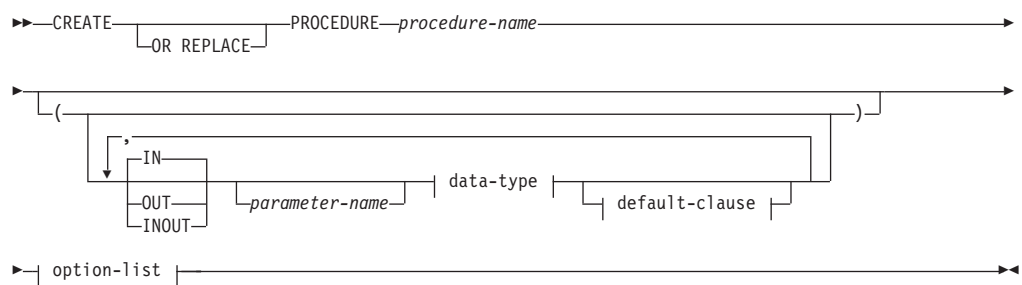 CREATE PROCEDURE procedure-name
OR REPLACE
( )
,
IN
data-type
OUT parameter-name default-clause
INOUT
option-list